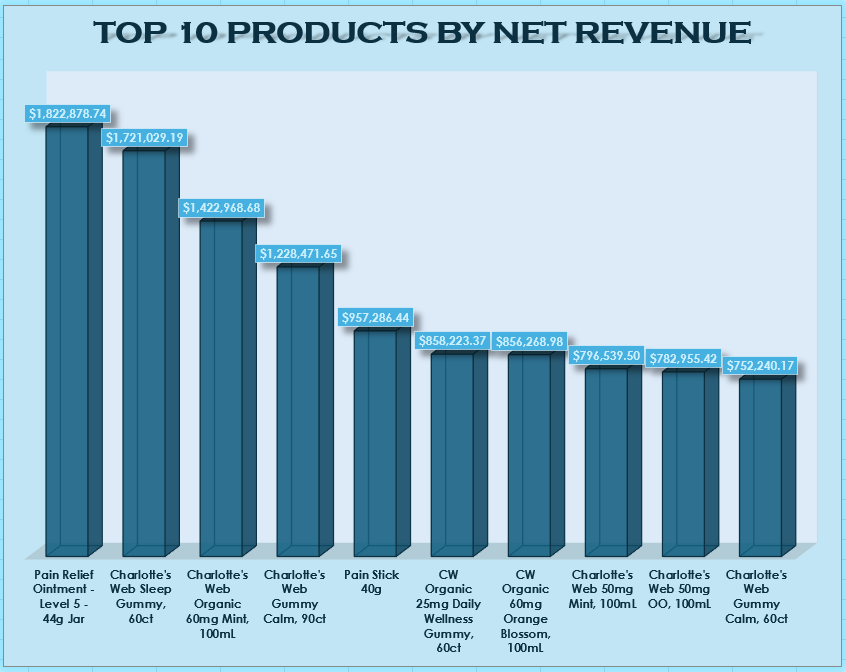 TOP 10 PRODUCTS BY NET REVENUE
$1,822,878.74
$1,721,029.19
$1,422,968.68
$1,228,471.65
$957,286.44
$858,223.37
$856,268.98
$796,539.50
$782,955.42
$752,240.17
Pain Relief
Ointment -
Level 5 -
44g Jar
Charlotte's
Web Sleep
Gummy,
60ct
Charlotte's
Web
Organic
60mg Mint,
100mL
Charlotte's
Web
Gummy
Calm, 90ct
Pain Stick
40g
CW
Organic
25mg Daily
Wellness
Gummy,
60ct
CW
Organic
60mg
Orange
Blossom,
100mL
Charlotte's
Web 50mg
Mint, 100mL
Charlotte's
Web 50mg
OO, 100mL
Charlotte's
Web
Gummy
Calm, 60ct